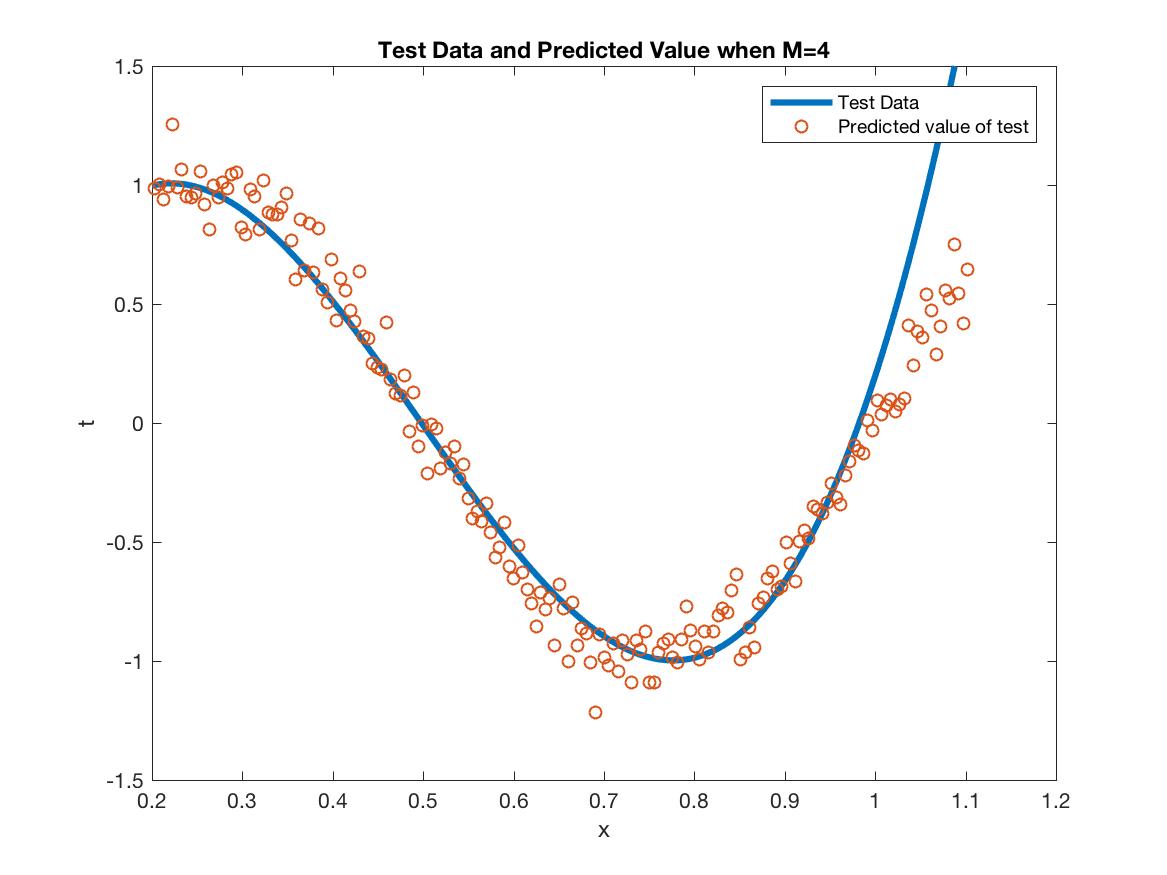 Test Data and Predicted Value when M=4
1.5
1
0.5
0
-0.5
-1
-1.5
t
Test Data
Predicted value of test
0.2 0.3 0.4 0.5 0.6 0.7 0.8 0.9 1 1.1 1.2
x